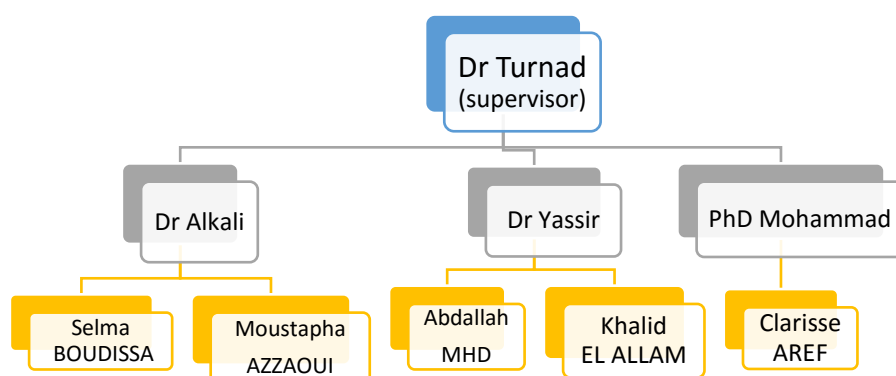 Dr Turnad
(supervisor)
Dr Alkali
Dr Yassir
PhD Mohammad
Selma
BOUDISSA
Moustapha
AZZAOUI
Abdallah
MHD
Khalid
EL ALLAM
Clarisse
AREF